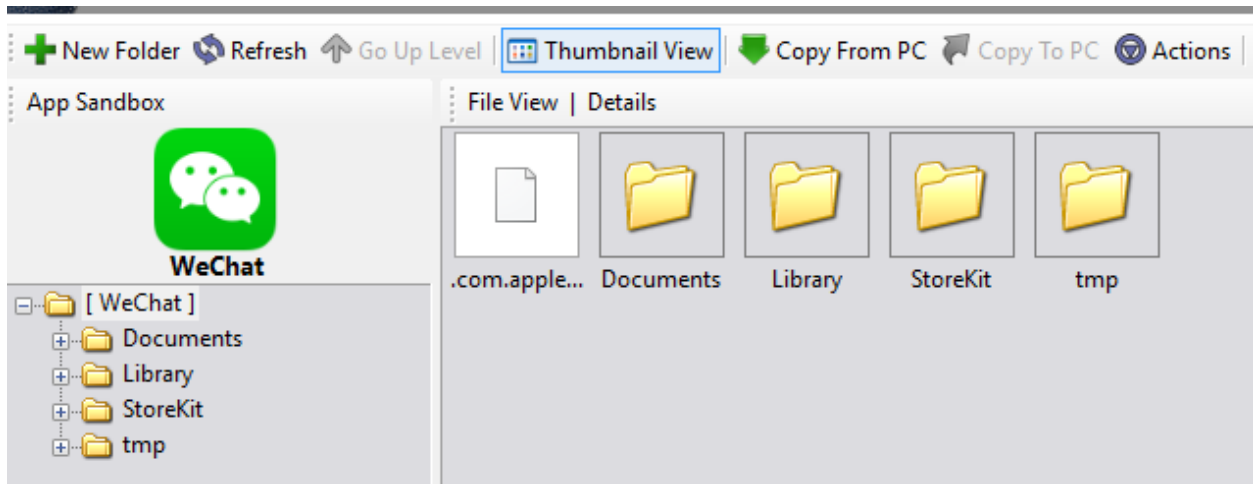 New Folder Refresh Go Up Level Thumbnail View Copy From PC Copy To PC Actions
App Sandbox
File View | Details
WeChat
[ WeChat ]
Documents
Library
StoreKit
tmp
.com.apple... Documents Library StoreKit tmp